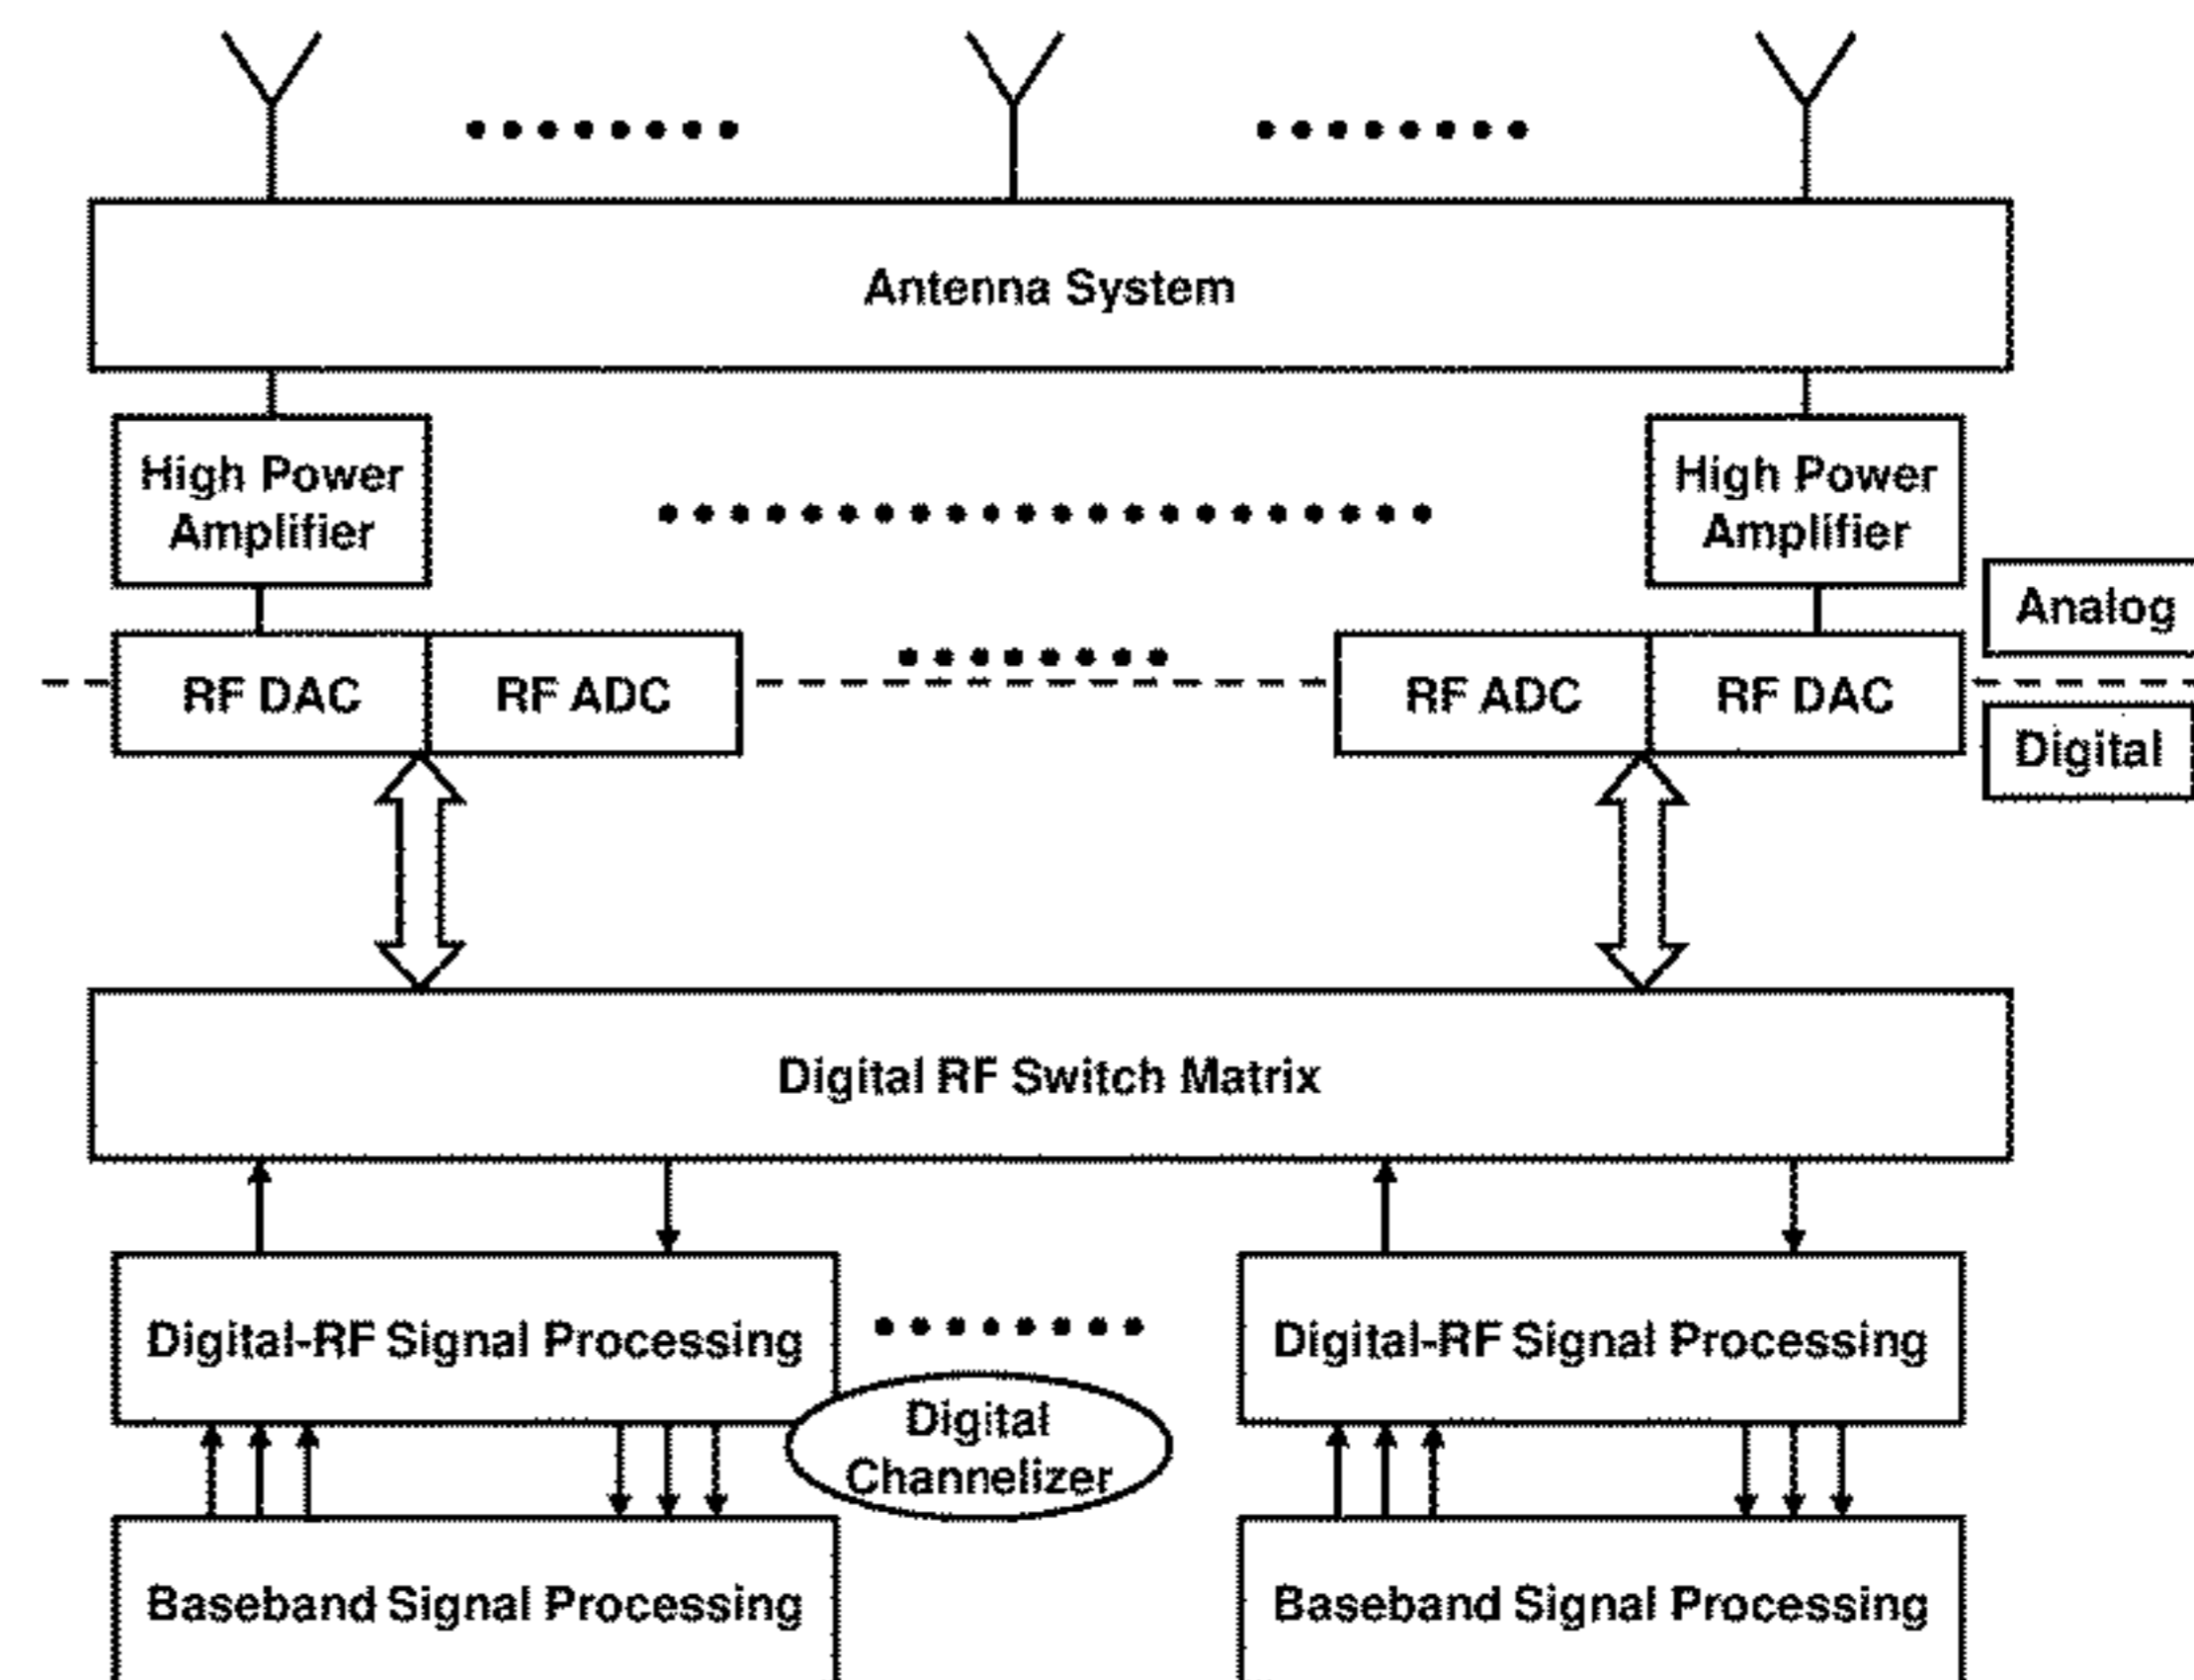 Antenna System
High Power
Amplifier
High Power
Amplifier
Analog
RF DAC
RF ADC
RF ADC
RF DAC
Digital
Digital RF Switch Matrix
Digital-RF Signal Processing
Digital-RF Signal Processing
Digital
Channelizer
Baseband Signal Processing
Baseband Signal Processing